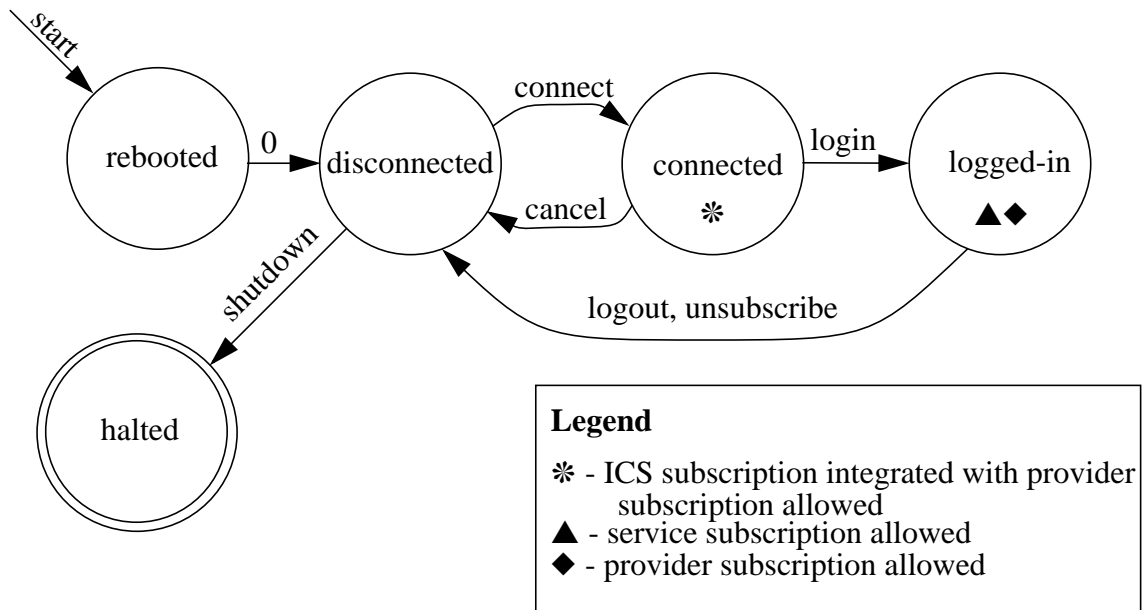 start
rebooted
0
disconnected
connect
cancel
connected
login
logged-in
logout, unsubscribe
shutdown
halted
Legend
❊ - ICS subscription integrated with provider
subscription allowed
▲ - service subscription allowed
◆ - provider subscription allowed